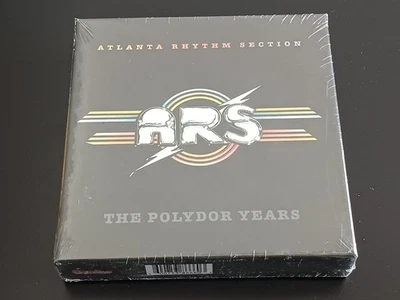 ATLANTA RHYTHM SECTION
ARS
THE POLYDOR YEARS